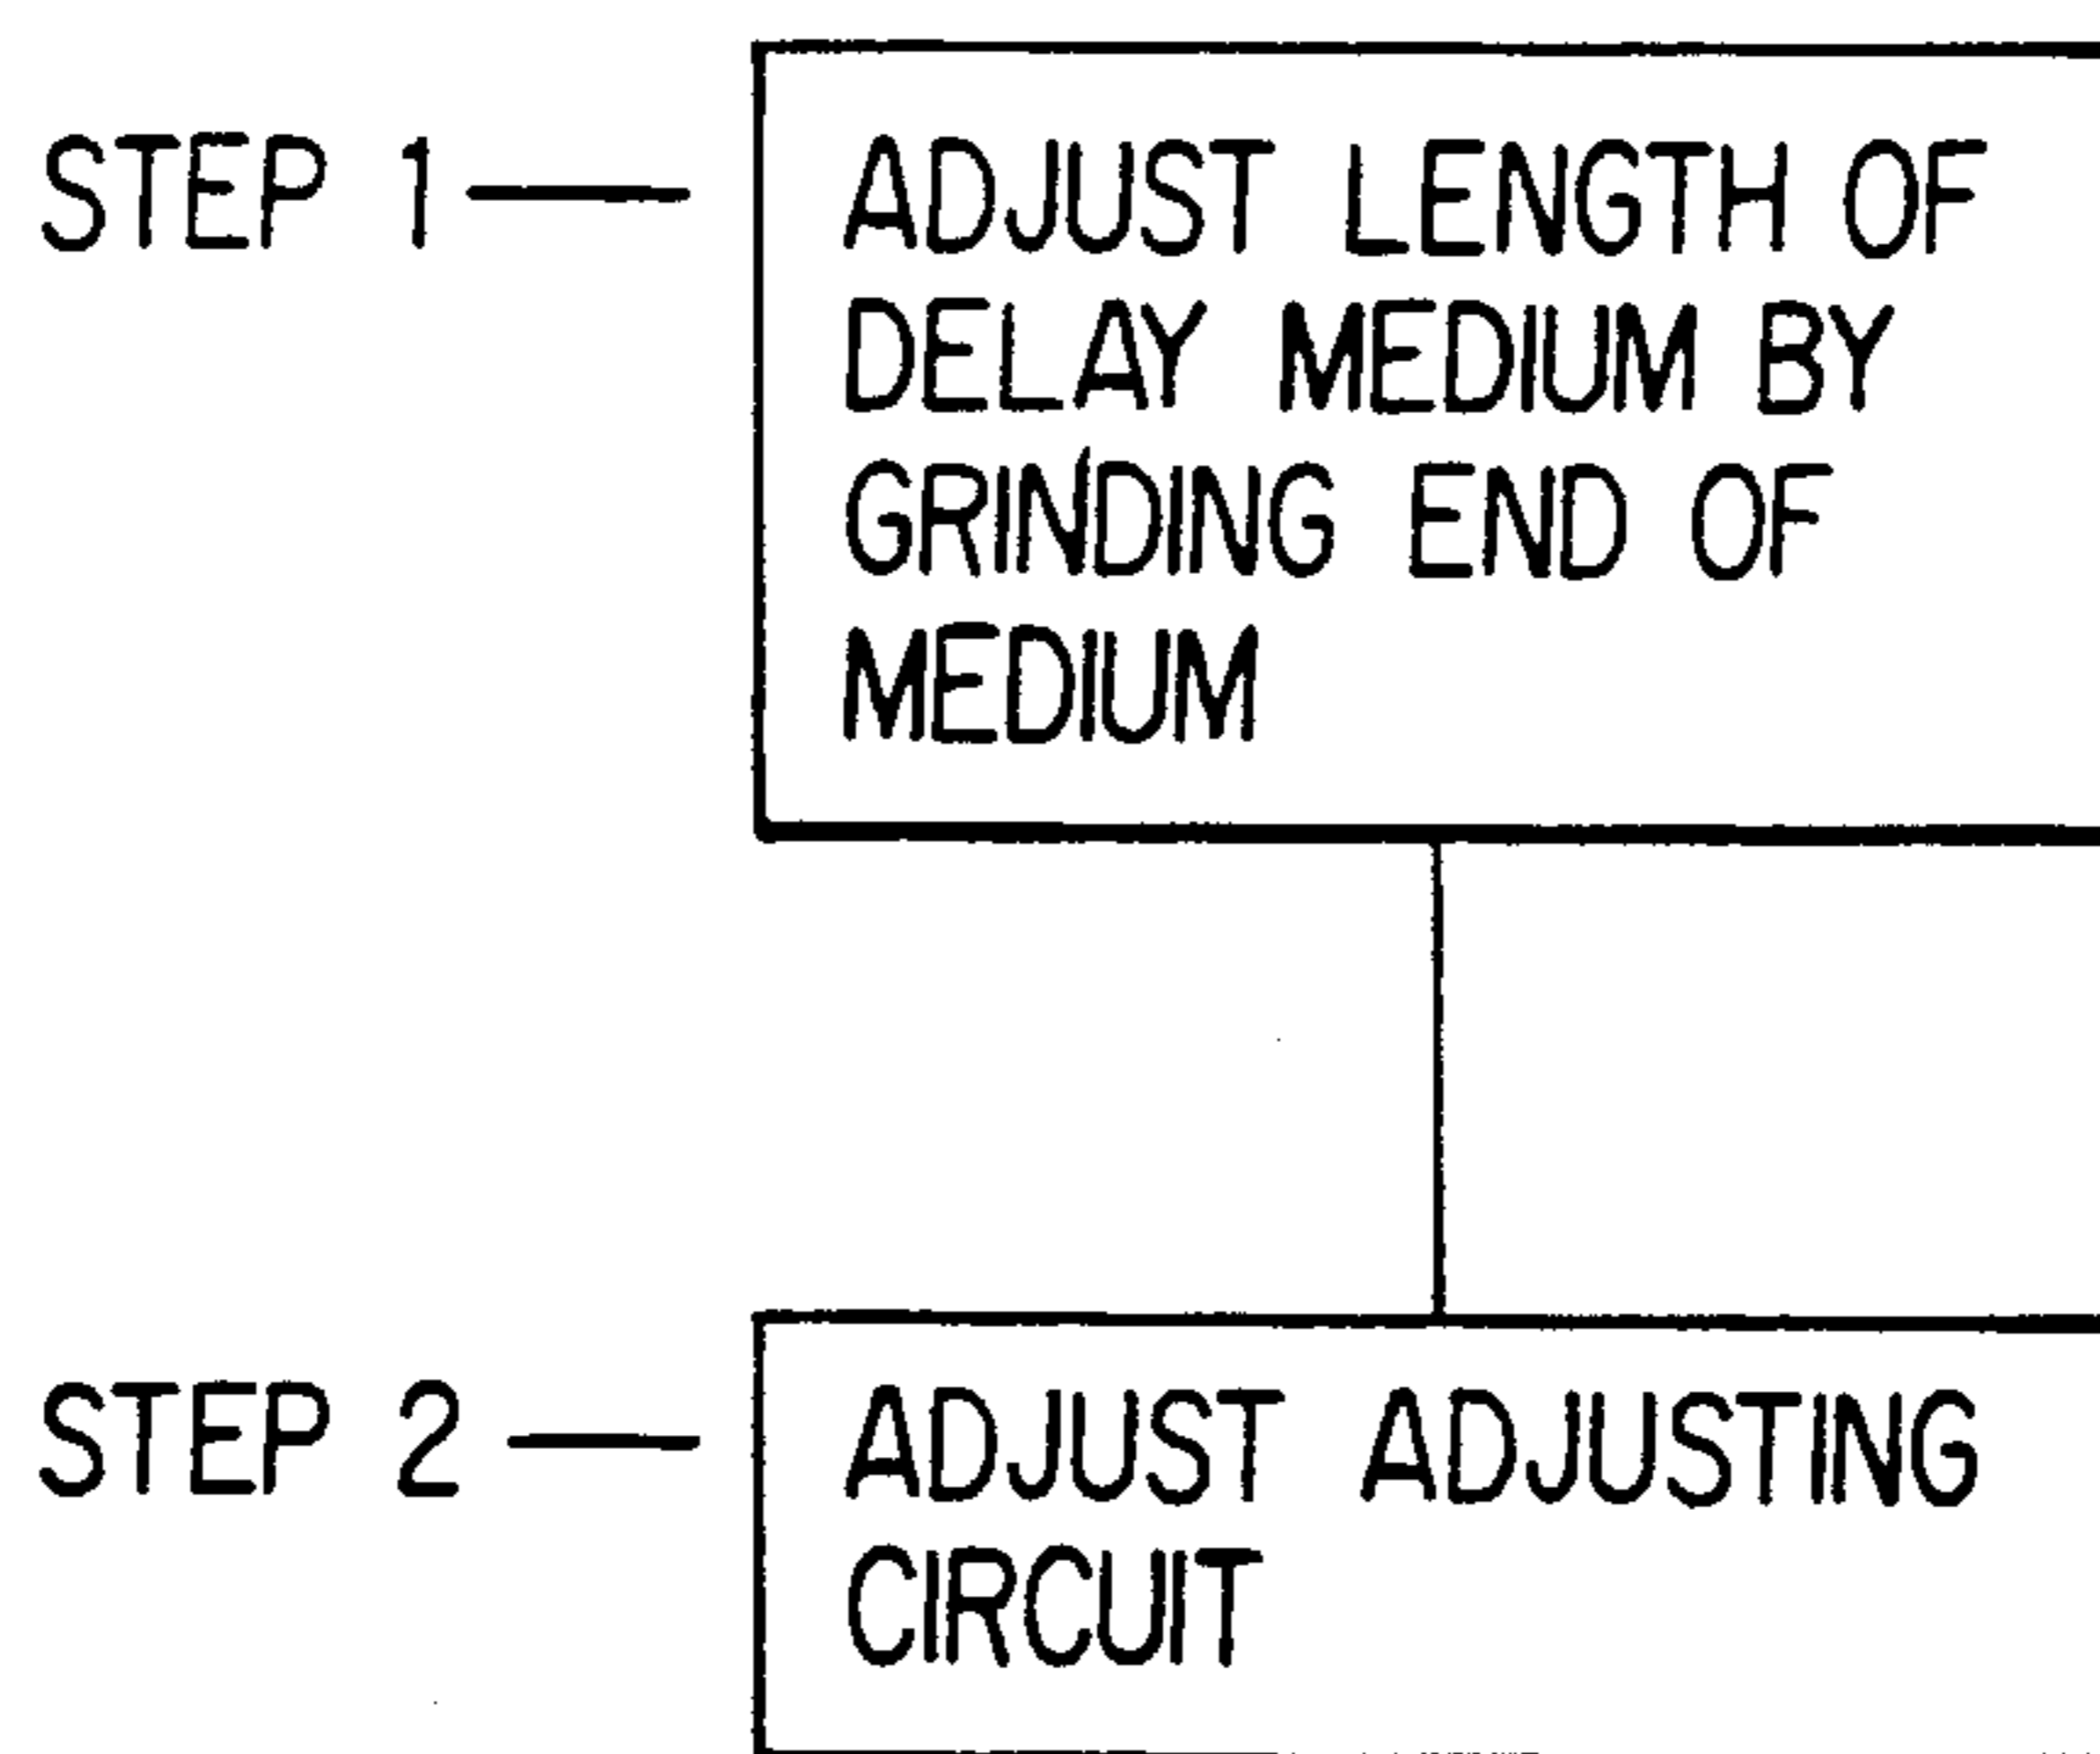 STEP 1 — ADJUST LENGTH OF
DELAY MEDIUM BY
GRINDING END OF
MEDIUM
STEP 2 — ADJUST ADJUSTING
CIRCUIT